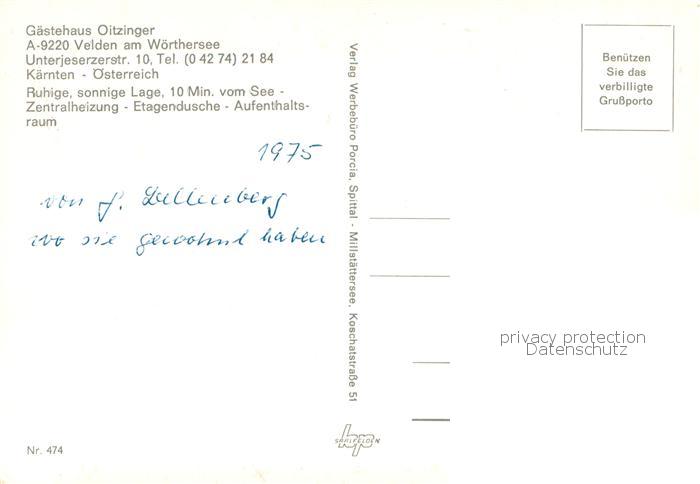 Gästehaus Oitzinger
A-9220 Velden am Wörthersee
Unterjeserzerstr. 10, Tel. (0 42 74) 21 84
Kärnten - Österreich
Ruhige, sonnige Lage, 10 Min. vom See -
Zentralheizung - Etagendusche - Aufenthalts-
raum
1975
von f. Dellenberg
wo sie gewohnt haben
Nr. 474
Verlag Werbebüro Porcia, Spittal - Millstättersee, Koschatstraße 51
SAALFELDEN
Benützen
Sie das
verbilligte
Grußporto
privacy protection
Datenschutz